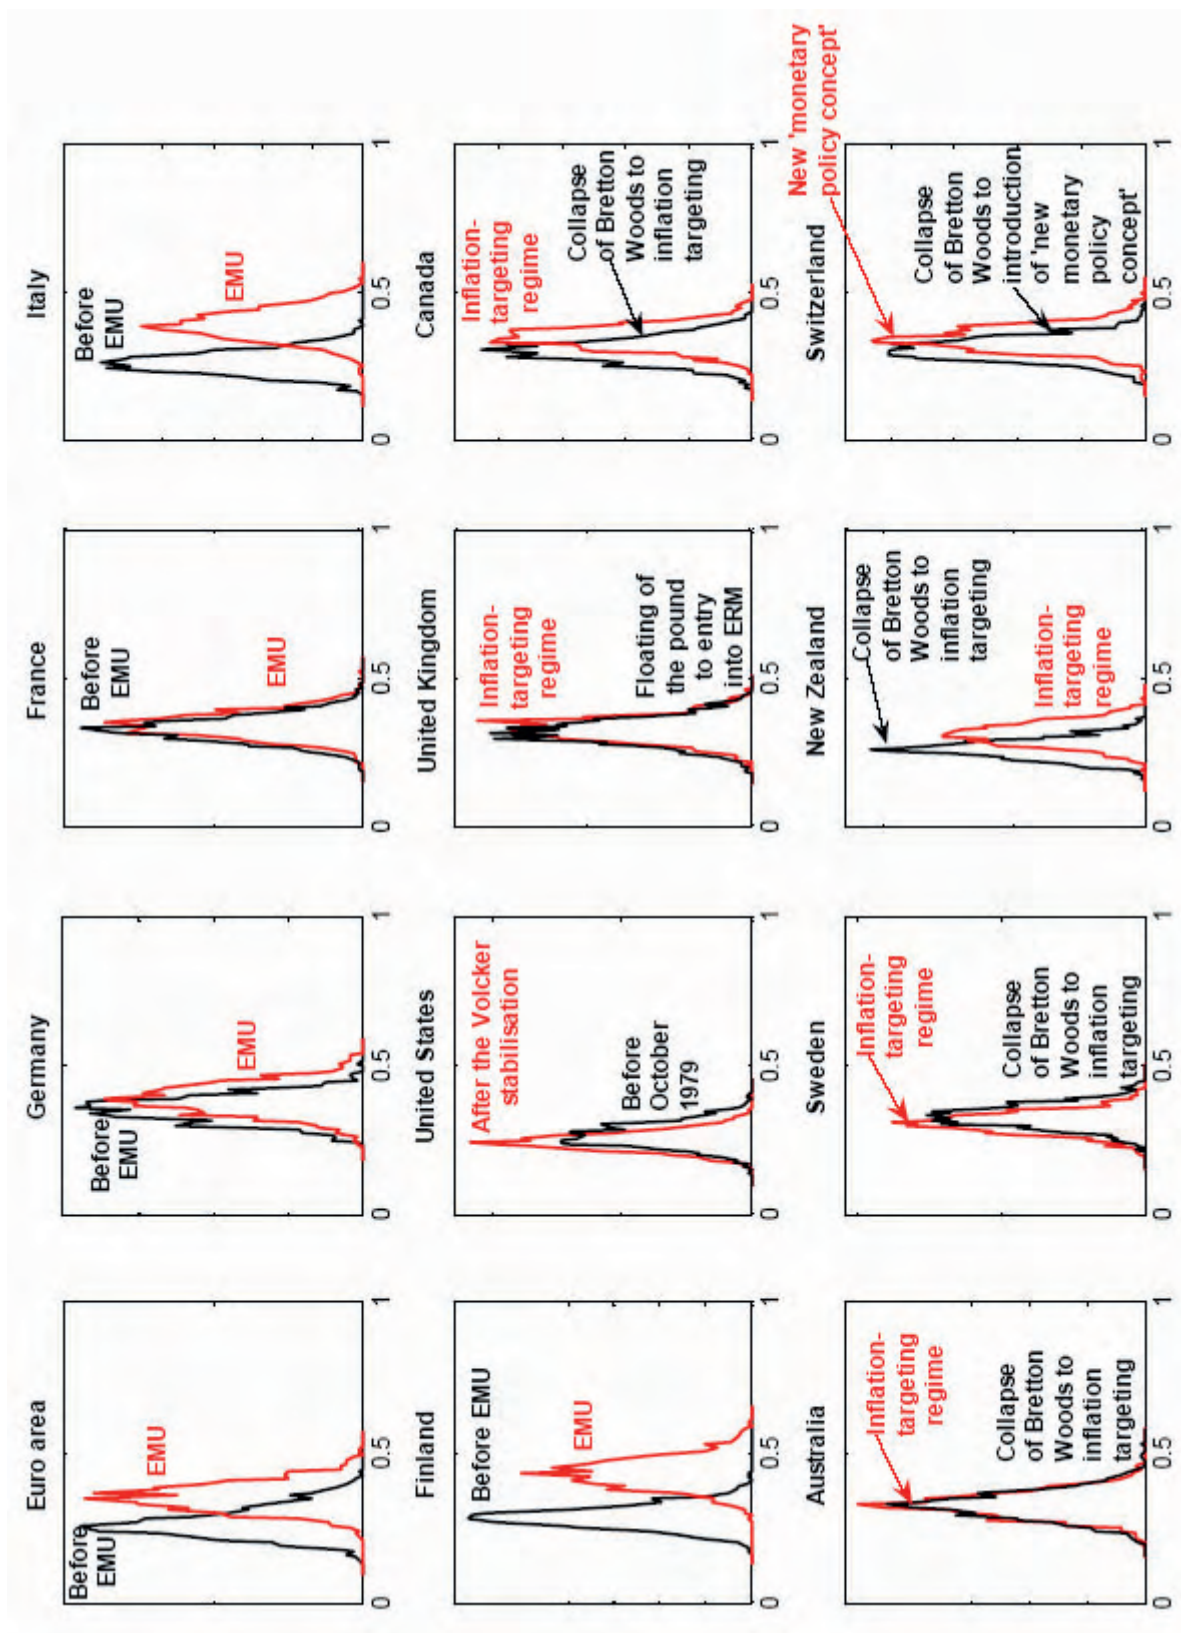 Euro area
Before
EMU
EMU
0
0.5
1
Germany
Before
EMU
EMU
0
0.5
1
France
Before
EMU
EMU
0
0.5
1
Italy
Before
EMU
EMU
0
0.5
1
Finland
Before EMU
EMU
0
0.5
1
United States
After the Volcker
stabilisation
Before
October
1979
0
0.5
1
United Kingdom
Inflation-
targeting
regime
Floating of
the pound
to entry
into ERM
0
0.5
1
Canada
Inflation-
targeting
regime
Collapse
of Bretton
Woods to
inflation
targeting
0
0.5
1
Australia
Inflation-
targeting
regime
Collapse
of Bretton
Woods to
inflation
targeting
0
0.5
1
Sweden
Inflation-
targeting
regime
Collapse
of Bretton
Woods to
inflation
targeting
0
0.5
1
New Zealand
Collapse
of Bretton
Woods to
inflation
targeting
Inflation-
targeting
regime
0
0.5
1
Switzerland
New 'monetary
policy concept'
Collapse
of Bretton
Woods to
introduction
of 'new
monetary
policy
concept'
0
0.5
1